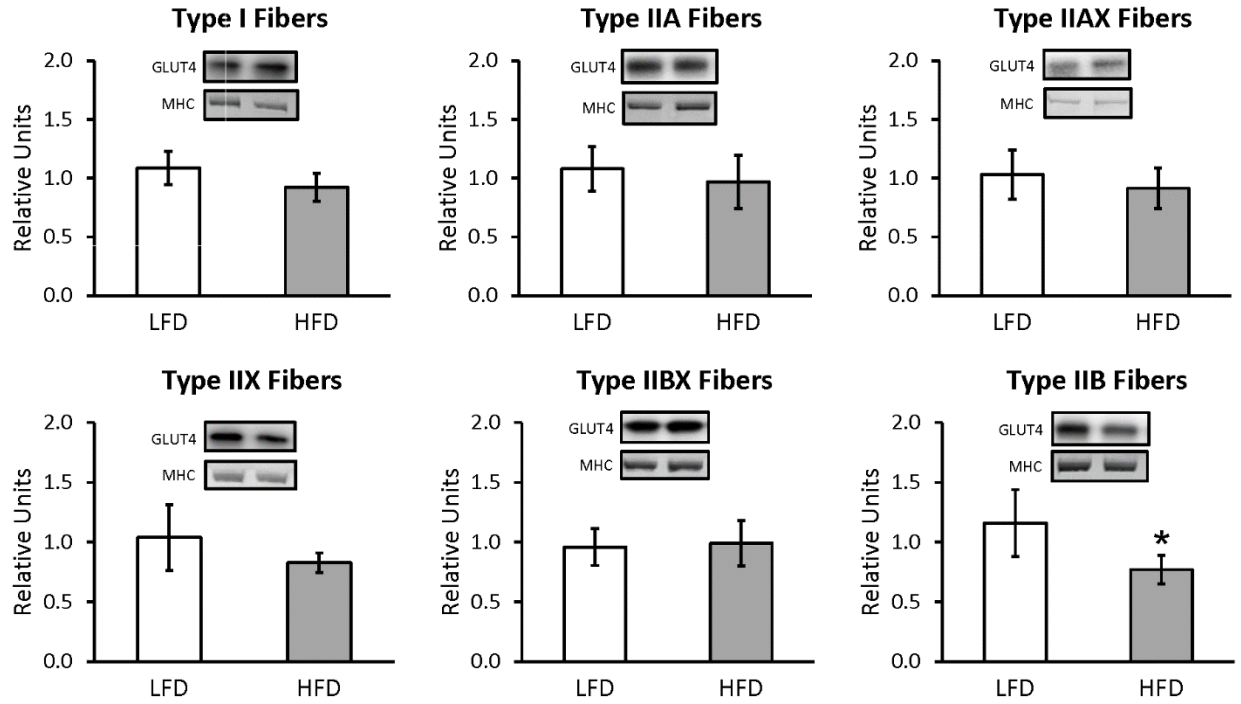 Type I Fibers
2.0
1.5
1.0
0.5
0.0
Relative Units
GLUT4
MHC
LFD
HFD
Type IIA Fibers
2.0
1.5
1.0
0.5
0.0
Relative Units
GLUT4
MHC
LFD
HFD
Type IIAX Fibers
2.0
1.5
1.0
0.5
0.0
Relative Units
GLUT4
MHC
LFD
HFD
Type IIX Fibers
2.0
1.5
1.0
0.5
0.0
Relative Units
GLUT4
MHC
LFD
HFD
Type IIBX Fibers
2.0
1.5
1.0
0.5
0.0
Relative Units
GLUT4
MHC
LFD
HFD
Type IIB Fibers
2.0
1.5
1.0
0.5
0.0
Relative Units
GLUT4
MHC
*
LFD
HFD